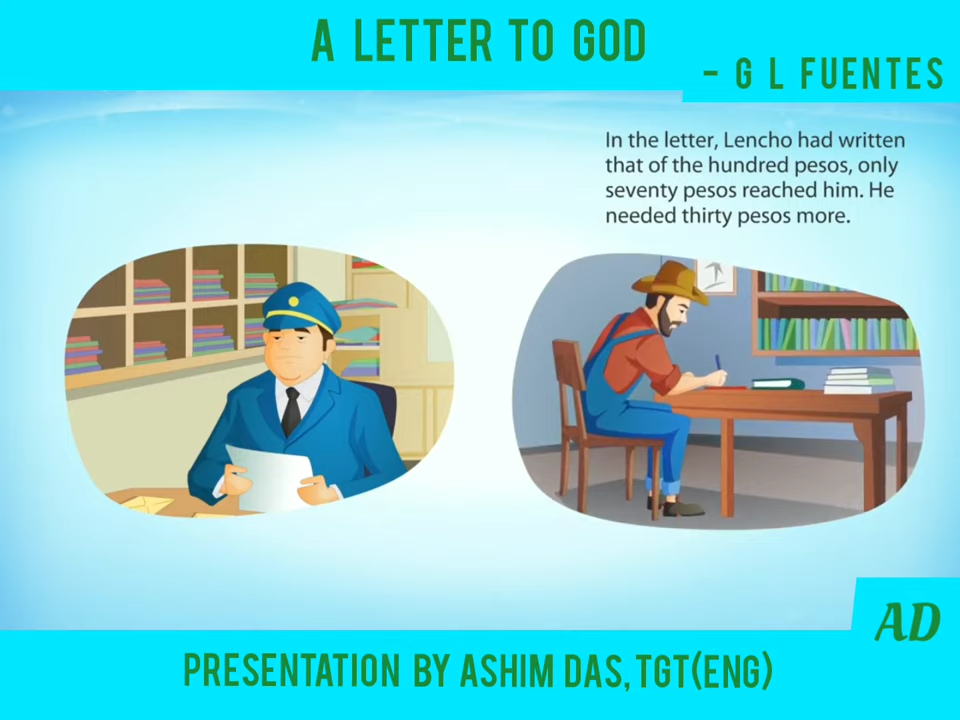 A LETTER TO GOD
- G L FUENTES
In the letter, Lencho had written
that of the hundred pesos, only
seventy pesos reached him. He
needed thirty pesos more.
AD
PRESENTATION BY ASHIM DAS, TGT(ENG)